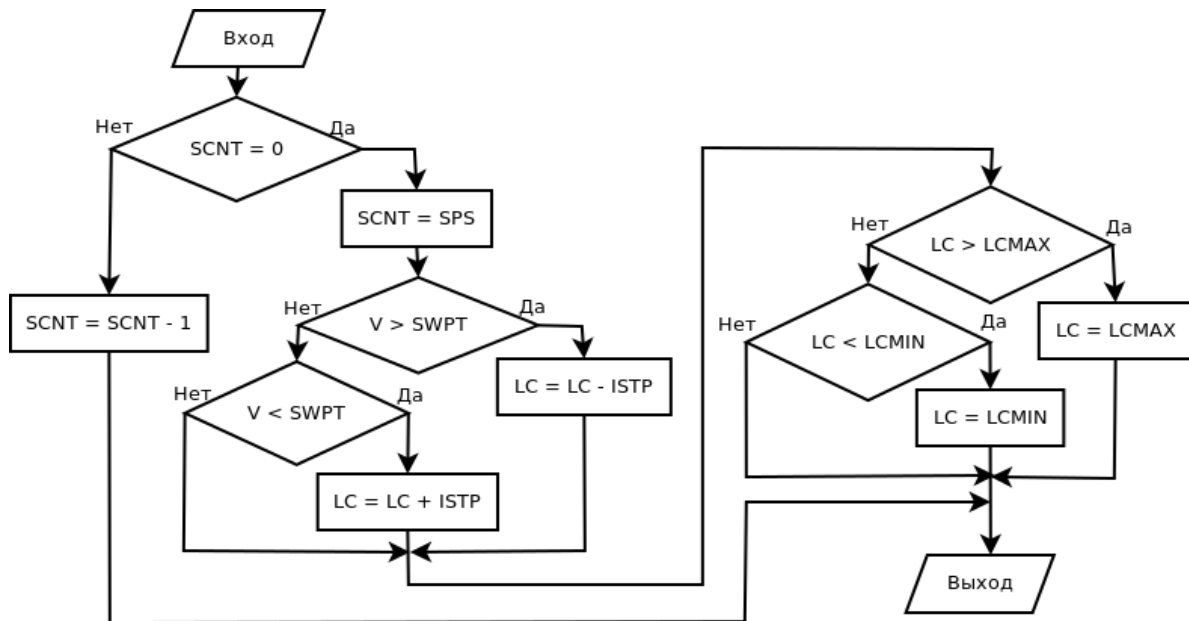 Вход
Нет
Да
SCNT = 0
SCNT = SPS
SCNT = SCNT - 1
Нет
Да
V > SWPT
LC = LC - ISTP
Нет
Да
V < SWPT
LC = LC + ISTP
Нет
Да
LC > LCMAX
LC = LCMAX
Нет
Да
LC < LCMIN
LC = LCMIN
Выход